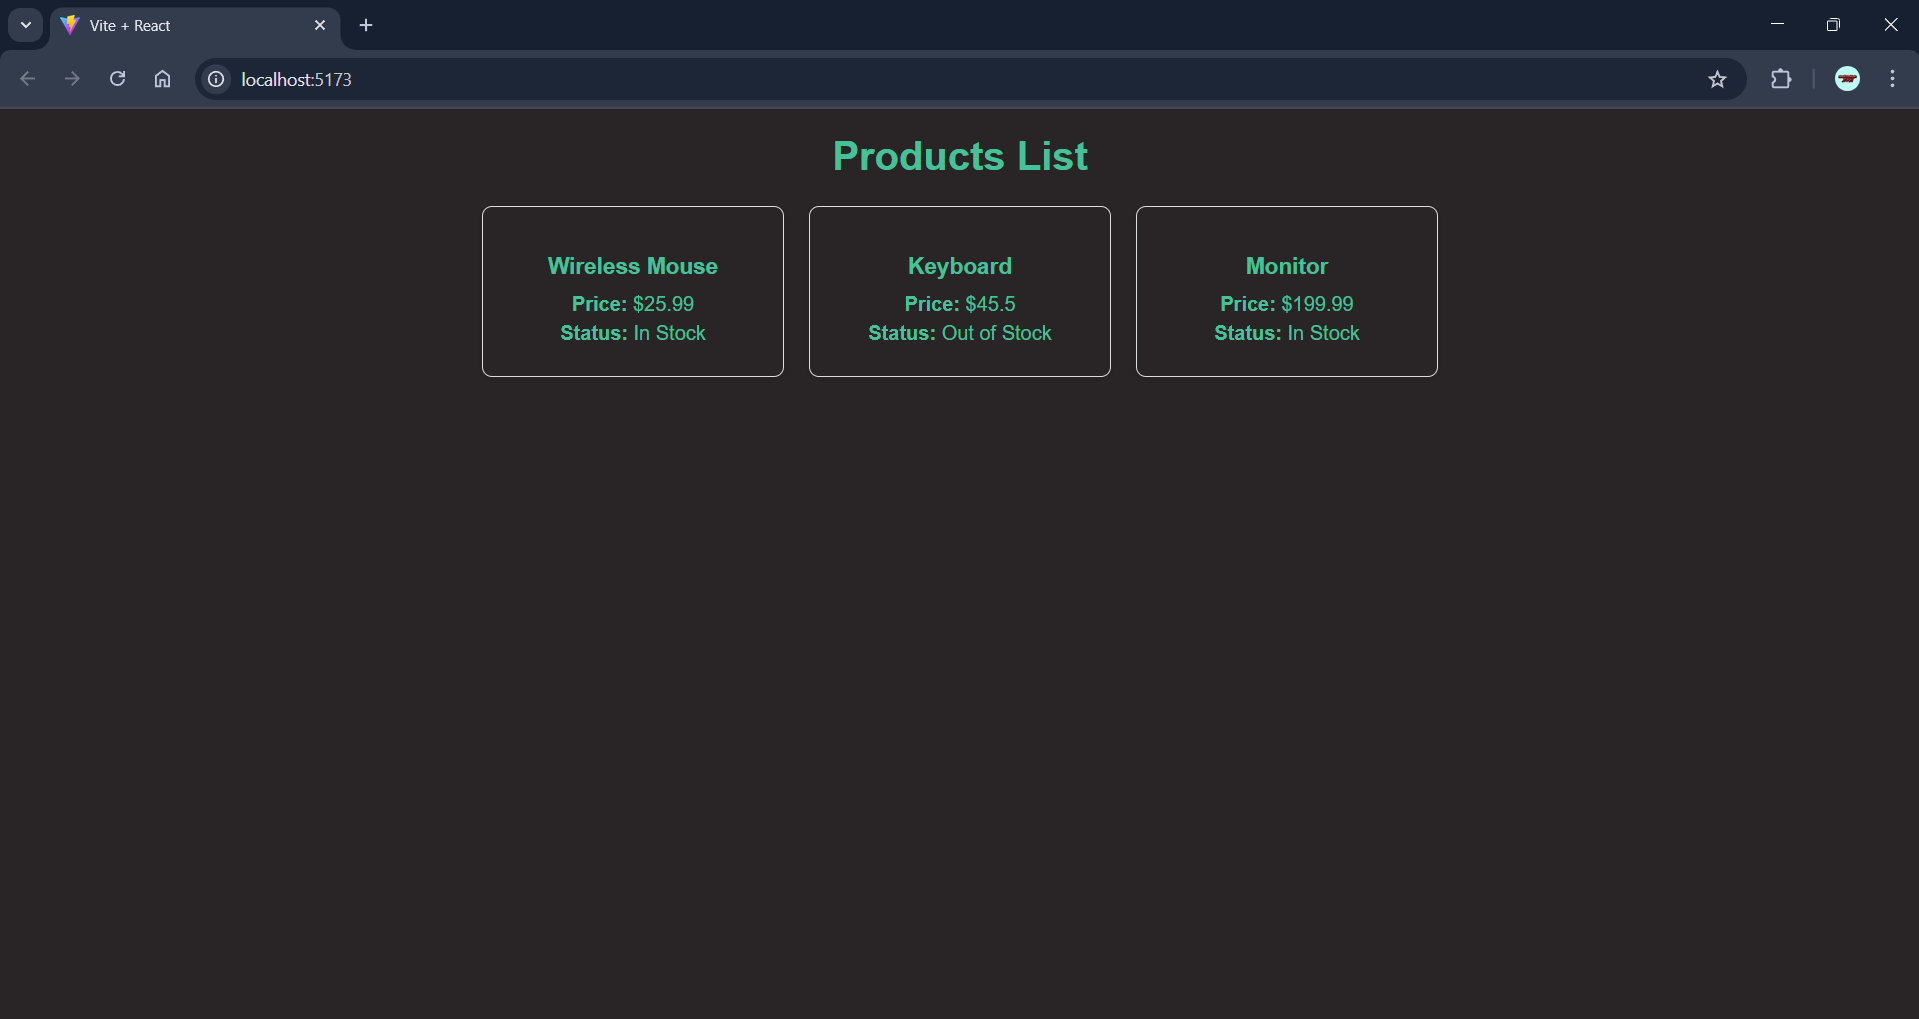 Vite + React
localhost:5173
Products List
Wireless Mouse
Price: $25.99
Status: In Stock
Keyboard
Price: $45.5
Status: Out of Stock
Monitor
Price: $199.99
Status: In Stock